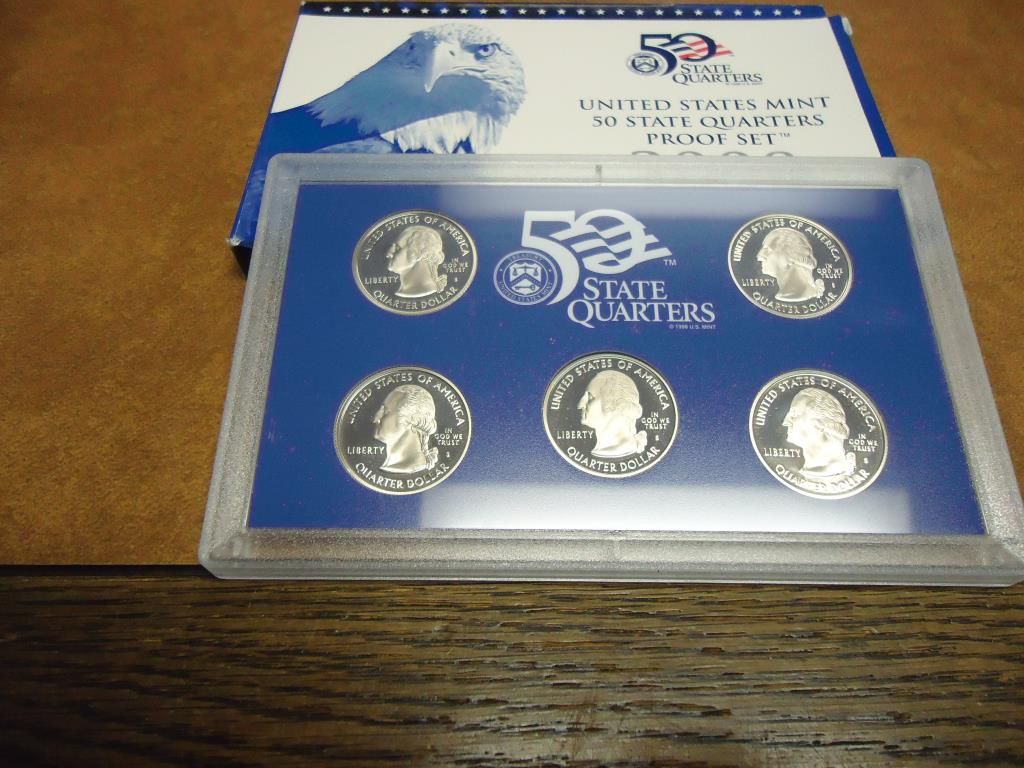 50
STATE
QUARTERS
UNITED STATES MINT
50 STATE QUARTERS
PROOF SET™
50™
STATE
QUARTERS
© 1998 U.S. MINT
UNITED STATES OF AMERICA
IN
GOD WE
TRUST
LIBERTY
S
QUARTER DOLLAR
UNITED STATES OF AMERICA
IN
GOD WE
TRUST
LIBERTY
S
QUARTER DOLLAR
UNITED STATES OF AMERICA
IN
GOD WE
TRUST
LIBERTY
S
QUARTER DOLLAR
UNITED STATES OF AMERICA
IN
GOD WE
TRUST
LIBERTY
S
QUARTER DOLLAR
UNITED STATES OF AMERICA
IN
GOD WE
TRUST
LIBERTY
S
QUARTER DOLLAR